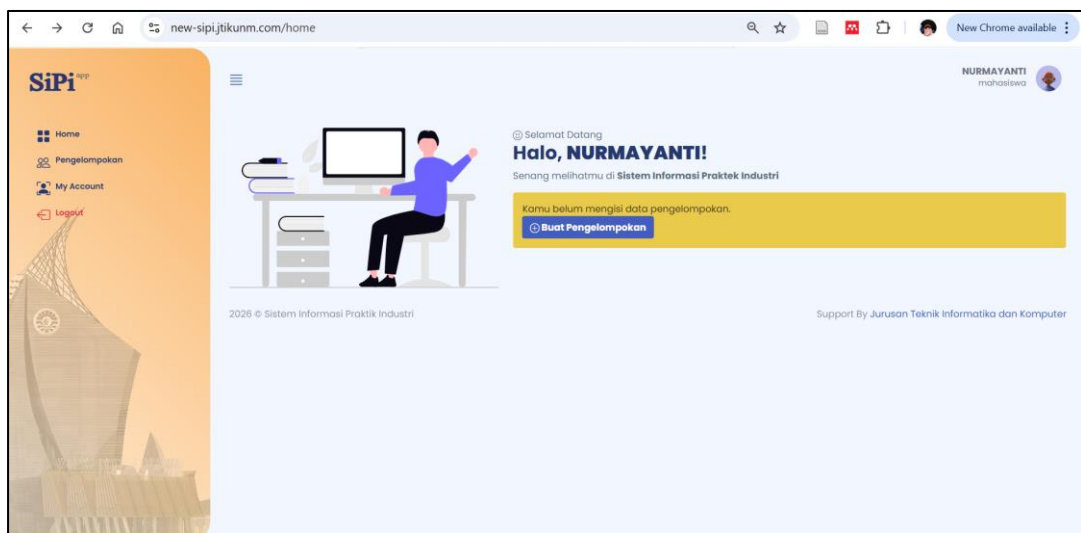 new-sipi.jtikunm.com/home
New Chrome available
SiPi app
NURMAYANTI
mahasiswa
Home
Pengelompokan
My Account
Logout
Selamat Datang
Halo, NURMAYANTI!
Senang melihatmu di Sistem Informasi Praktek Industri
Kamu belum mengisi data pengelompokan.
Buat Pengelompokan
2026 © Sistem Informasi Praktik Industri
Support By Jurusan Teknik Informatika dan Komputer